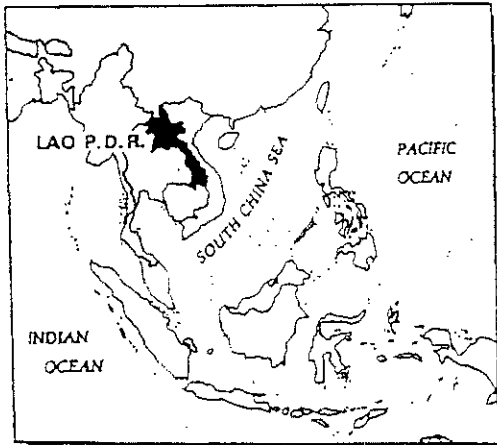 LAO P.D.R.
SOUTH CHINA SEA
PACIFIC
OCEAN
INDIAN
OCEAN